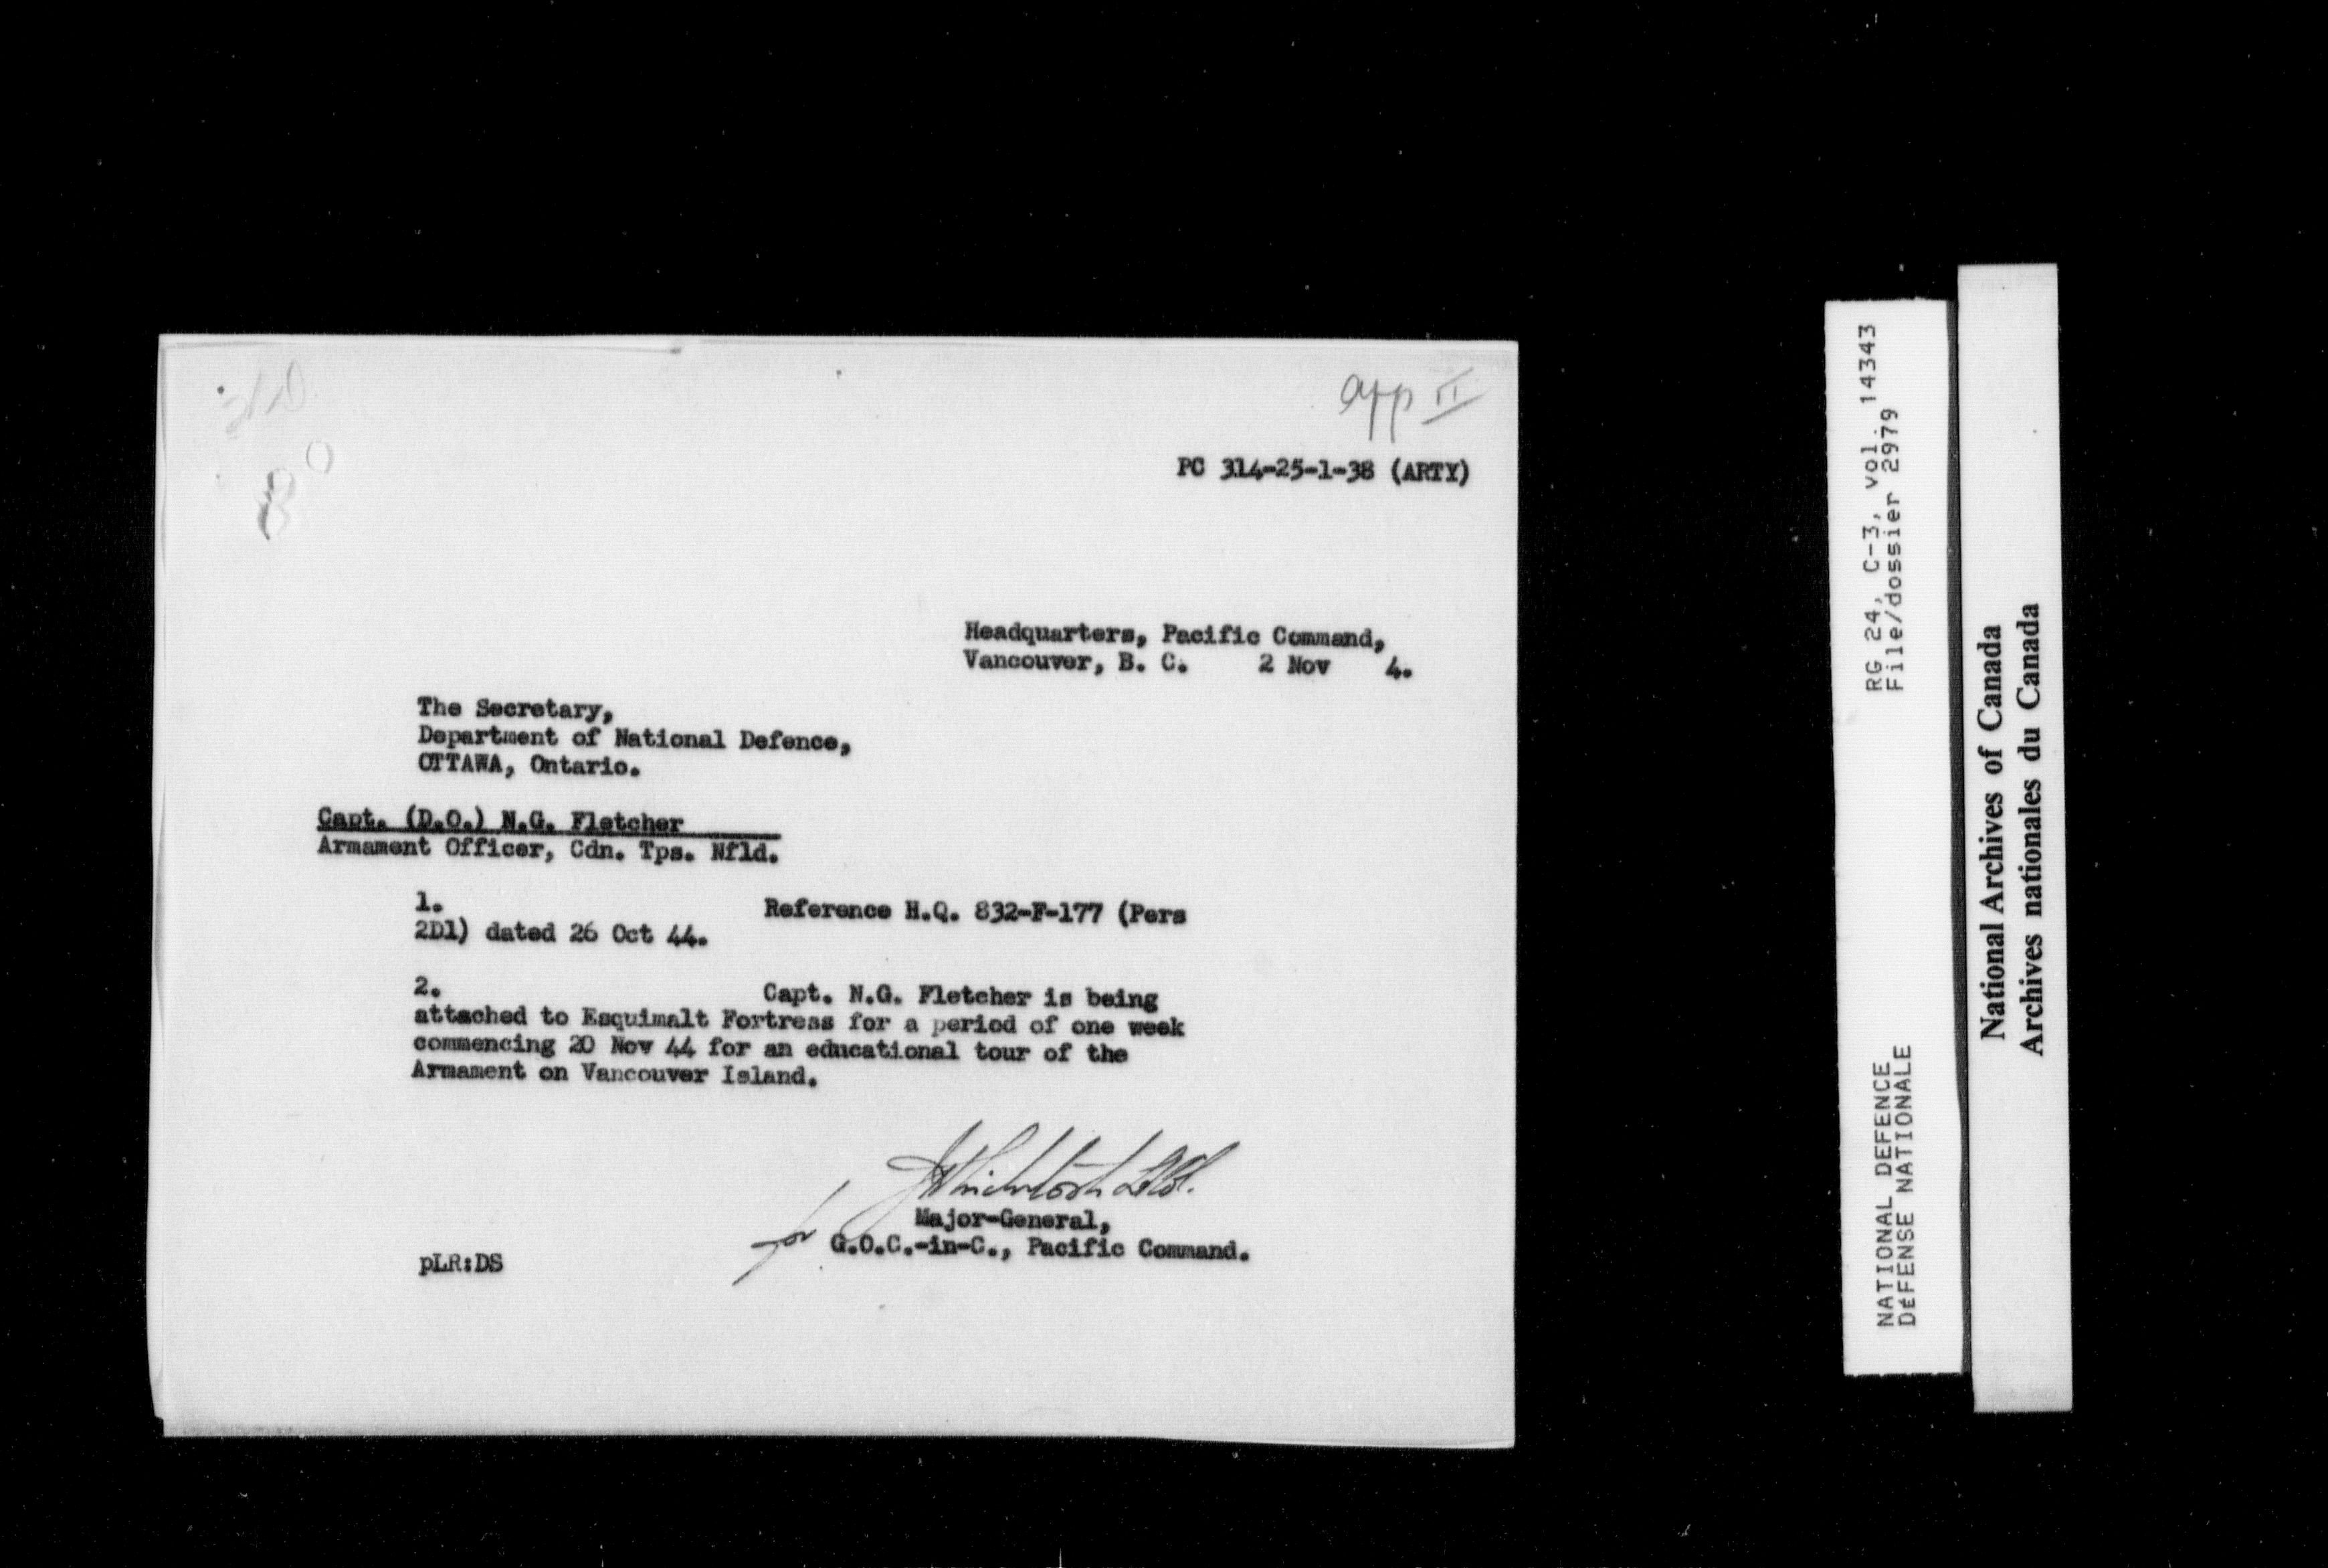 App II
PC 314-25-1-38 (ARTY)
Headquarters, Pacific Command,
Vancouver, B. C. 2 Nov 4.
The Secretary,
Department of National Defence,
OTTAWA, Ontario.
Capt. (D.O.) N.G. Fletcher
Armament Officer, Cdn. Tps. Nfld.
1. Reference H.Q. 832-F-177 (Pers
2D1) dated 26 Oct 44.
2. Capt. N.G. Fletcher is being
attached to Esquimalt Fortress for a period of one week
commencing 20 Nov 44 for an educational tour of the
Armament on Vancouver Island.
for
Major-General,
G.O.C.-in-C., Pacific Command.
pLR:DS
RG 24, C-3, vol. 14343
File/dossier 2979
NATIONAL DEFENCE
DéFENSE NATIONALE
National Archives of Canada
Archives nationales du Canada